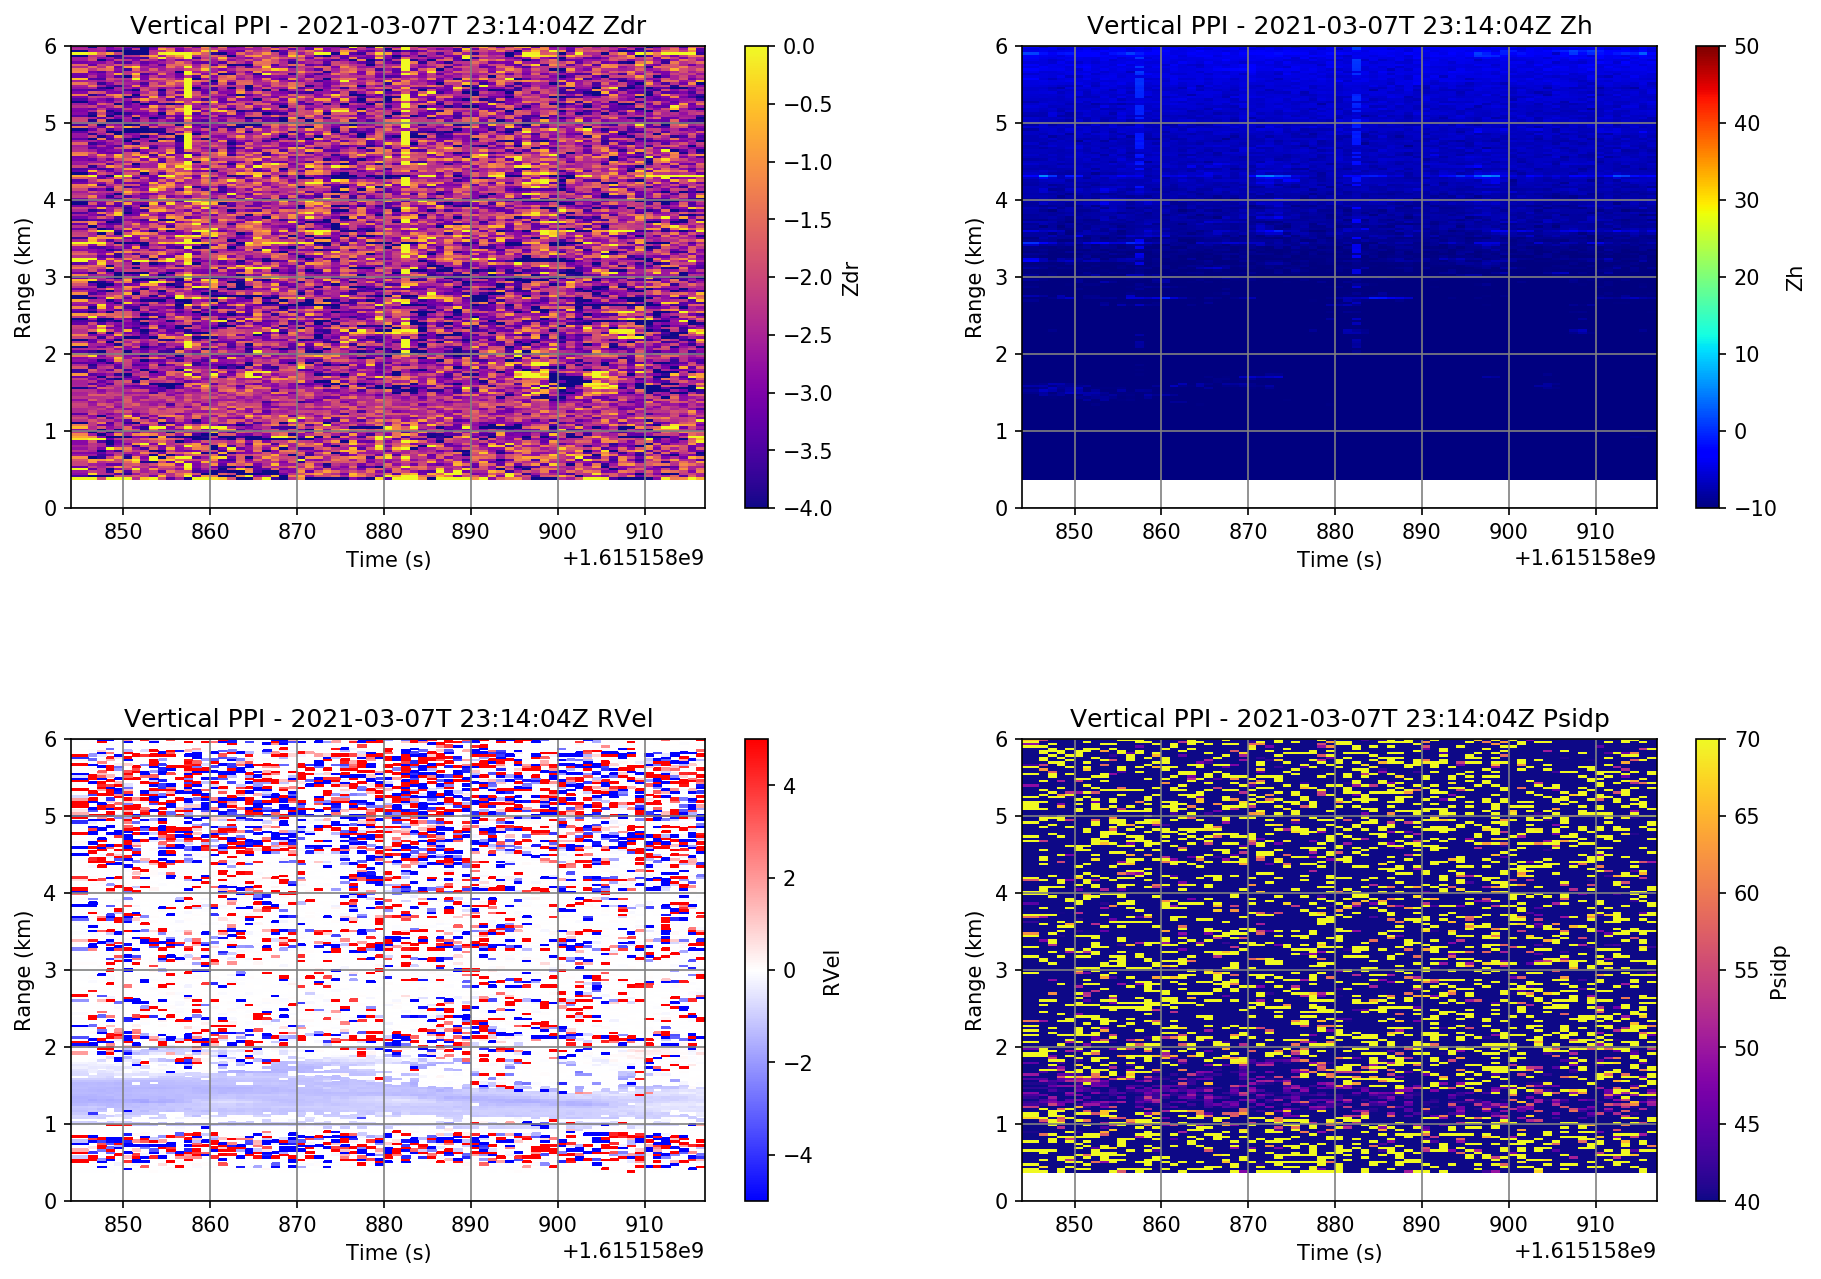 Vertical PPI - 2021-03-07T 23:14:04Z Zdr
6
5
4
3
2
1
0
Range (km)
850 860 870 880 890 900 910
Time (s)
+1.615158e9
0.0
−0.5
−1.0
−1.5
−2.0
−2.5
−3.0
−3.5
−4.0
Zdr
Vertical PPI - 2021-03-07T 23:14:04Z Zh
6
5
4
3
2
1
0
Range (km)
850 860 870 880 890 900 910
Time (s)
+1.615158e9
50
40
30
20
10
0
−10
Zh
Vertical PPI - 2021-03-07T 23:14:04Z RVel
6
5
4
3
2
1
0
Range (km)
850 860 870 880 890 900 910
Time (s)
+1.615158e9
4
2
0
−2
−4
RVel
Vertical PPI - 2021-03-07T 23:14:04Z Psidp
6
5
4
3
2
1
0
Range (km)
850 860 870 880 890 900 910
Time (s)
+1.615158e9
70
65
60
55
50
45
40
Psidp